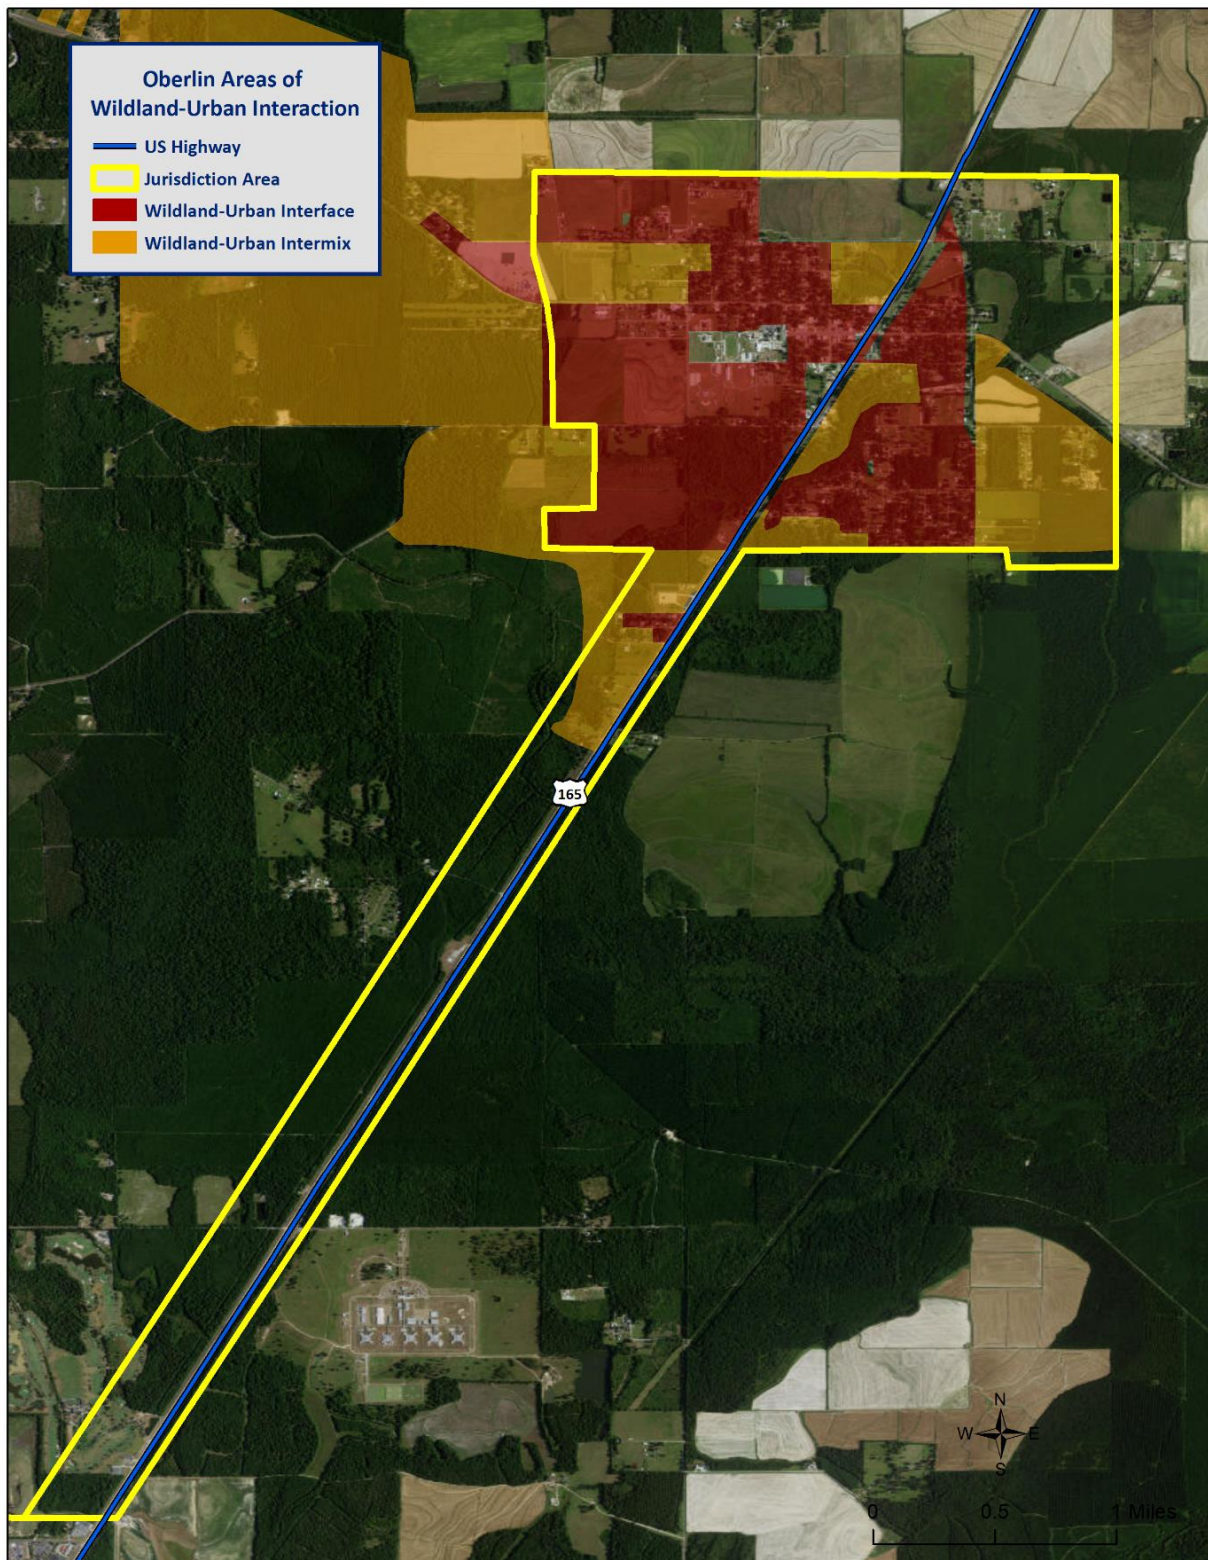 Oberlin Areas of
Wildland-Urban Interaction
US Highway
Jurisdiction Area
Wildland-Urban Interface
Wildland-Urban Intermix
165
N
W E
S
0 0.5 1 Miles